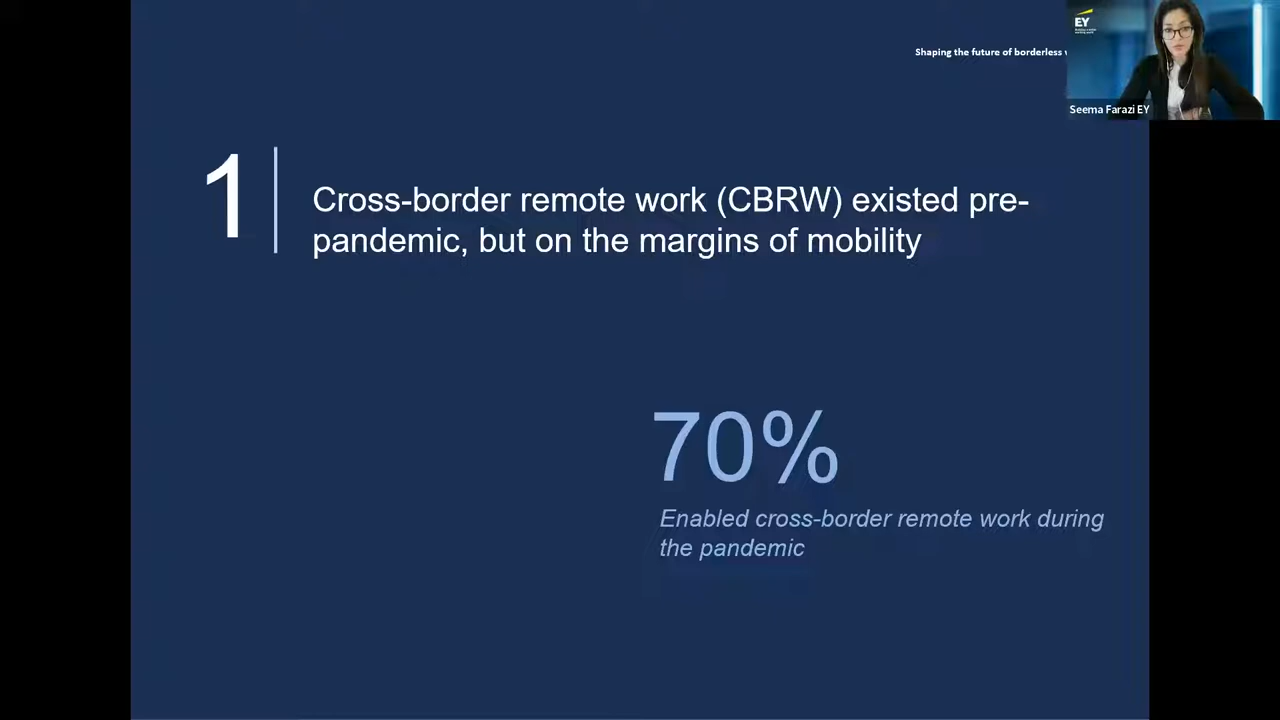 Shaping the future of borderless
EY
Seema Farazi EY
1
Cross-border remote work (CBRW) existed pre-
pandemic, but on the margins of mobility
70%
Enabled cross-border remote work during
the pandemic